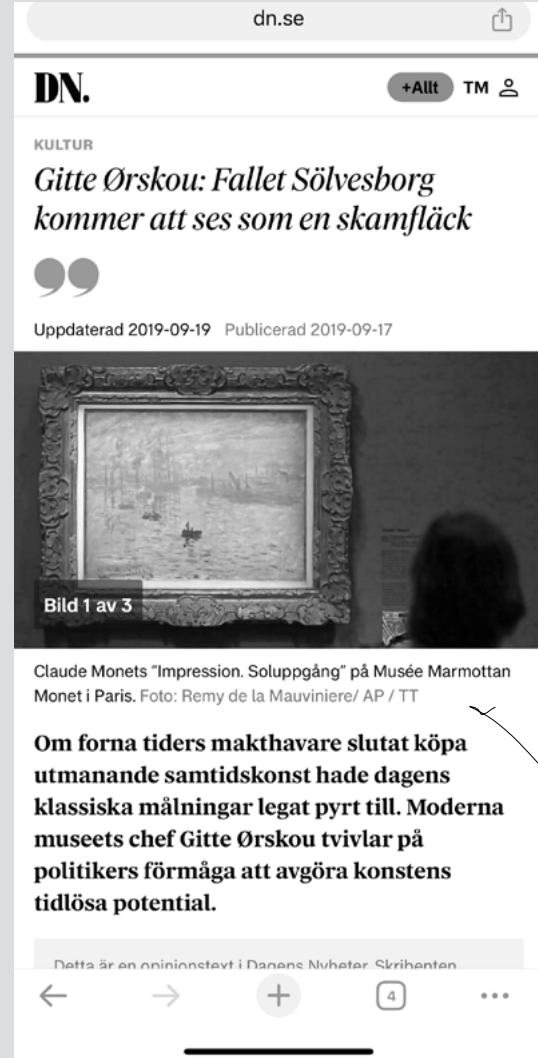 dn.se
DN.
+Allt TM
KULTUR
Gitte Ørskou: Fallet Sölvesborg
kommer att ses som en skamfläck
Uppdaterad 2019-09-19 Publicerad 2019-09-17
Bild 1 av 3
Claude Monets ”Impression. Soluppgång” på Musée Marmottan
Monet i Paris. Foto: Remy de la Mauviniere/ AP / TT
Om forna tiders makthavare slutat köpa
utmanande samtidskonst hade dagens
klassiska målningar legat pyrt till. Moderna
museets chef Gitte Ørskou tvivlar på
politikers förmåga att avgöra konstens
tidlösa potential.
Detta är en opinionstext i Dagens Nyheter. Skribenten
4